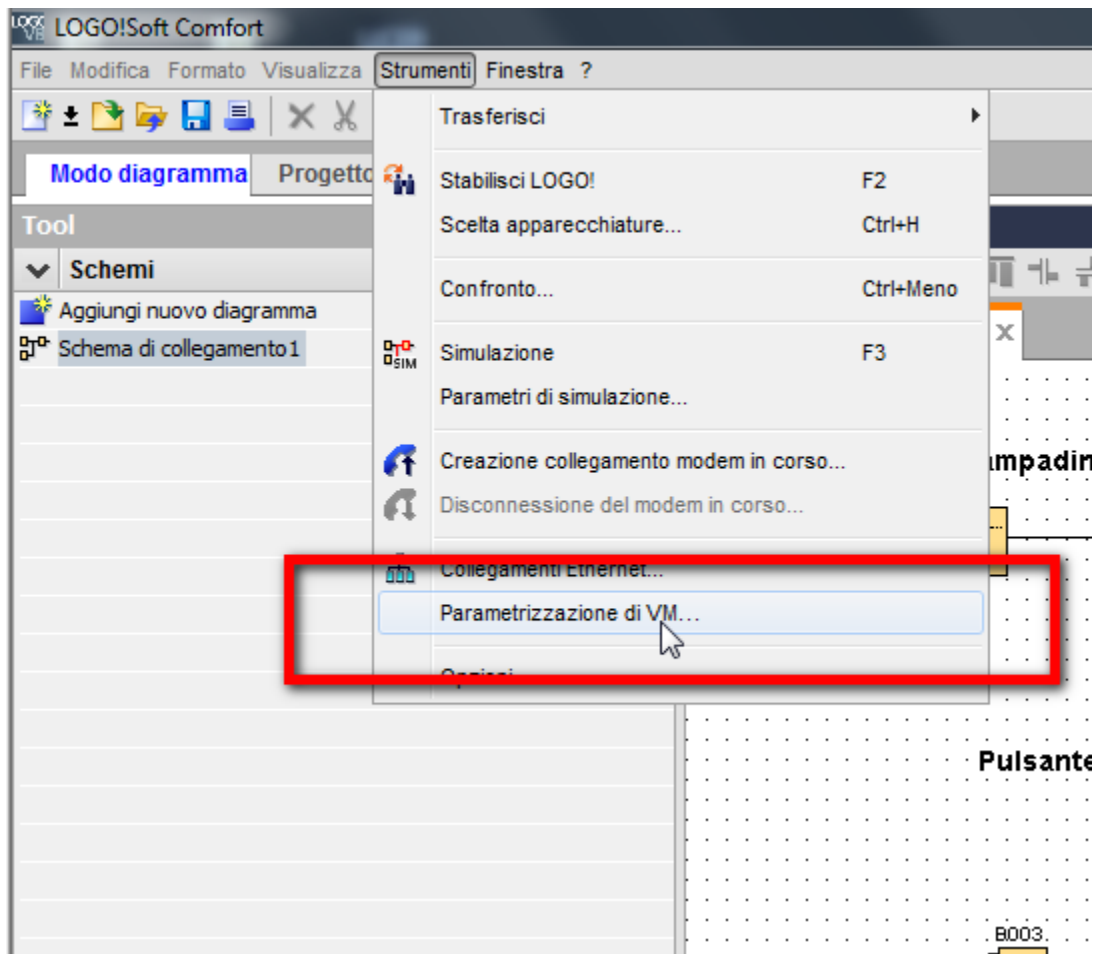 LOGO!Soft Comfort
File Modifica Formato Visualizza Strumenti Finestra ?
Trasferisci
Modo diagramma Progetto
Stabilisci LOGO! F2
Tool
Scelta apparecchiature... Ctrl+H
Schemi
Confronto... Ctrl+Meno
Aggiungi nuovo diagramma
Schema di collegamento1
SIM
Simulazione F3
Parametri di simulazione...
Creazione collegamento modem in corso...
Disconnessione del modem in corso...
Collegamenti Ethernet...
Parametrizzazione di VM...
Pulsante
B003